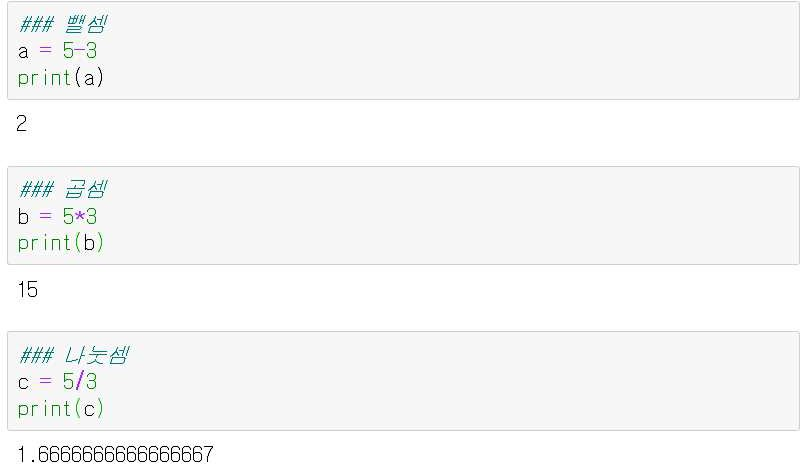 ### 뺄셈
a = 5-3
print(a)
2
### 곱셈
b = 5*3
print(b)
15
### 나눗셈
c = 5/3
print(c)
1.6666666666666667